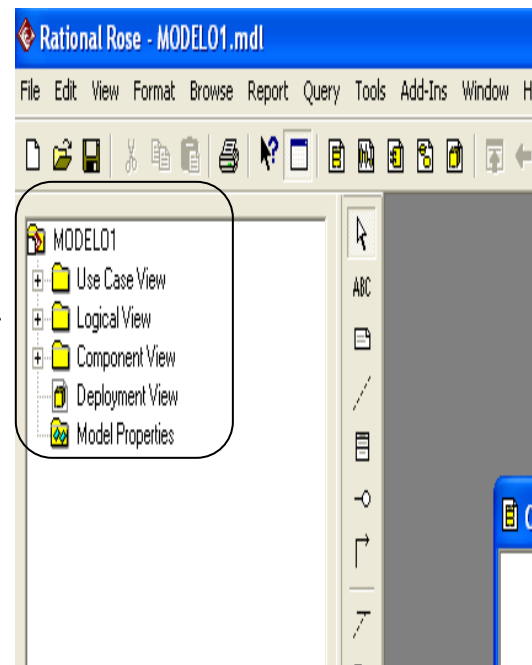 Rational Rose - MODELO1.mdl
File Edit View Format Browse Report Query Tools Add-Ins Window H
MODELO1
Use Case View
Logical View
Component View
Deployment View
Model Properties
ABC